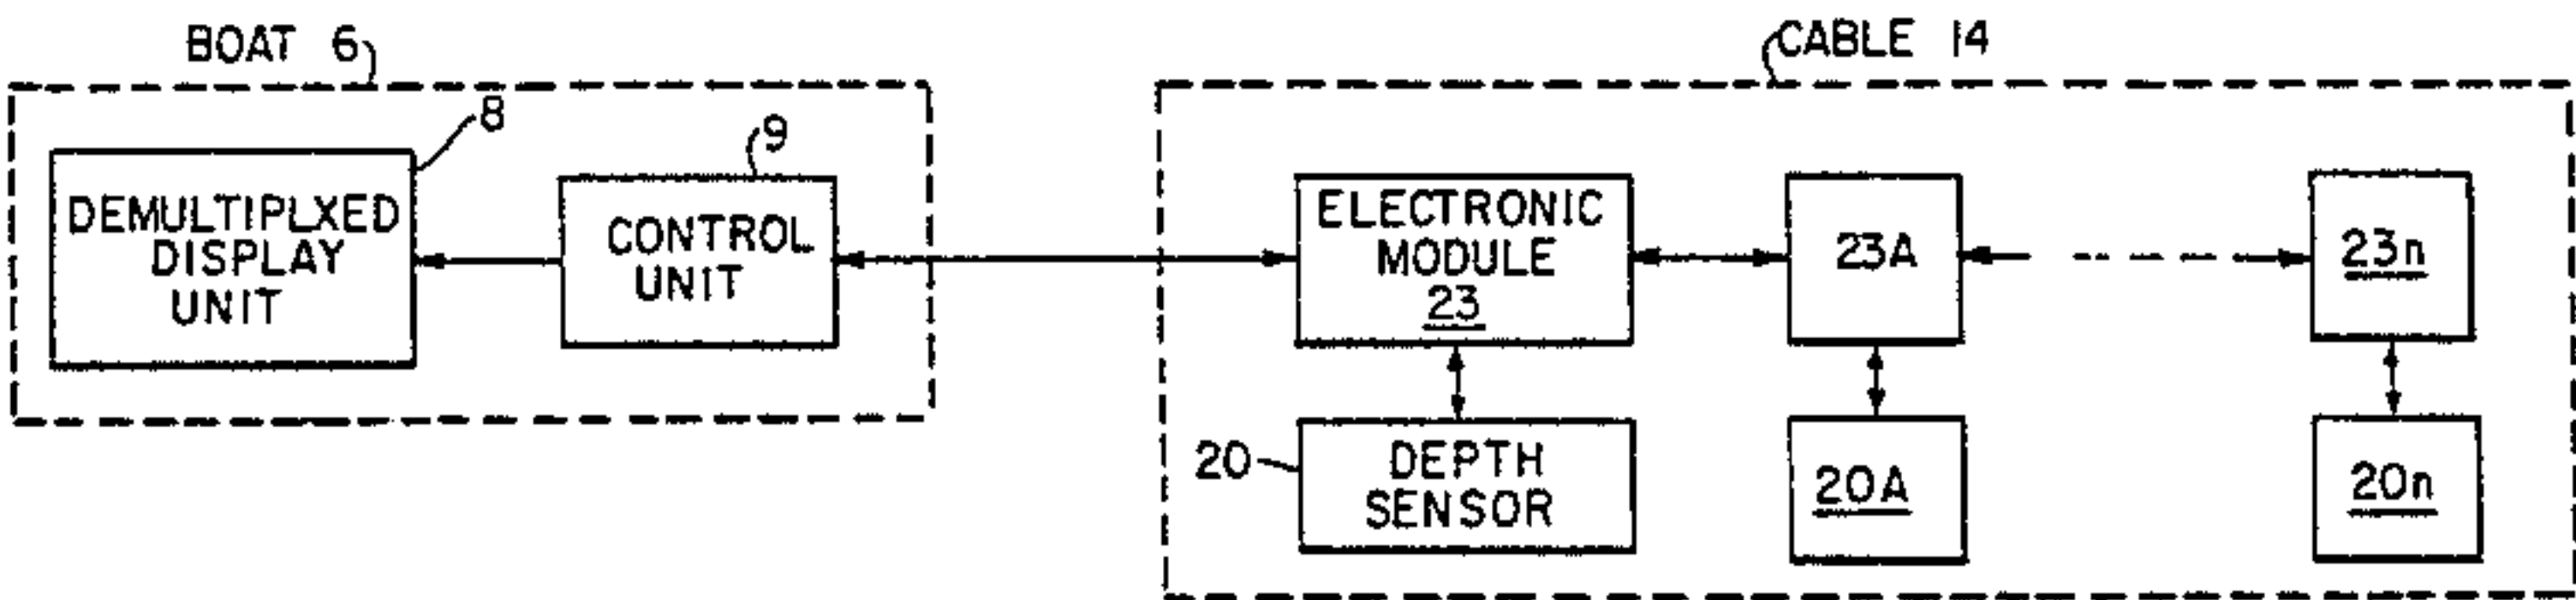 BOAT 6
CABLE 14
8
9
DEMULTIPLXED
DISPLAY
UNIT
CONTROL
UNIT
ELECTRONIC
MODULE
23
23A
23n
20
DEPTH
SENSOR
20A
20n